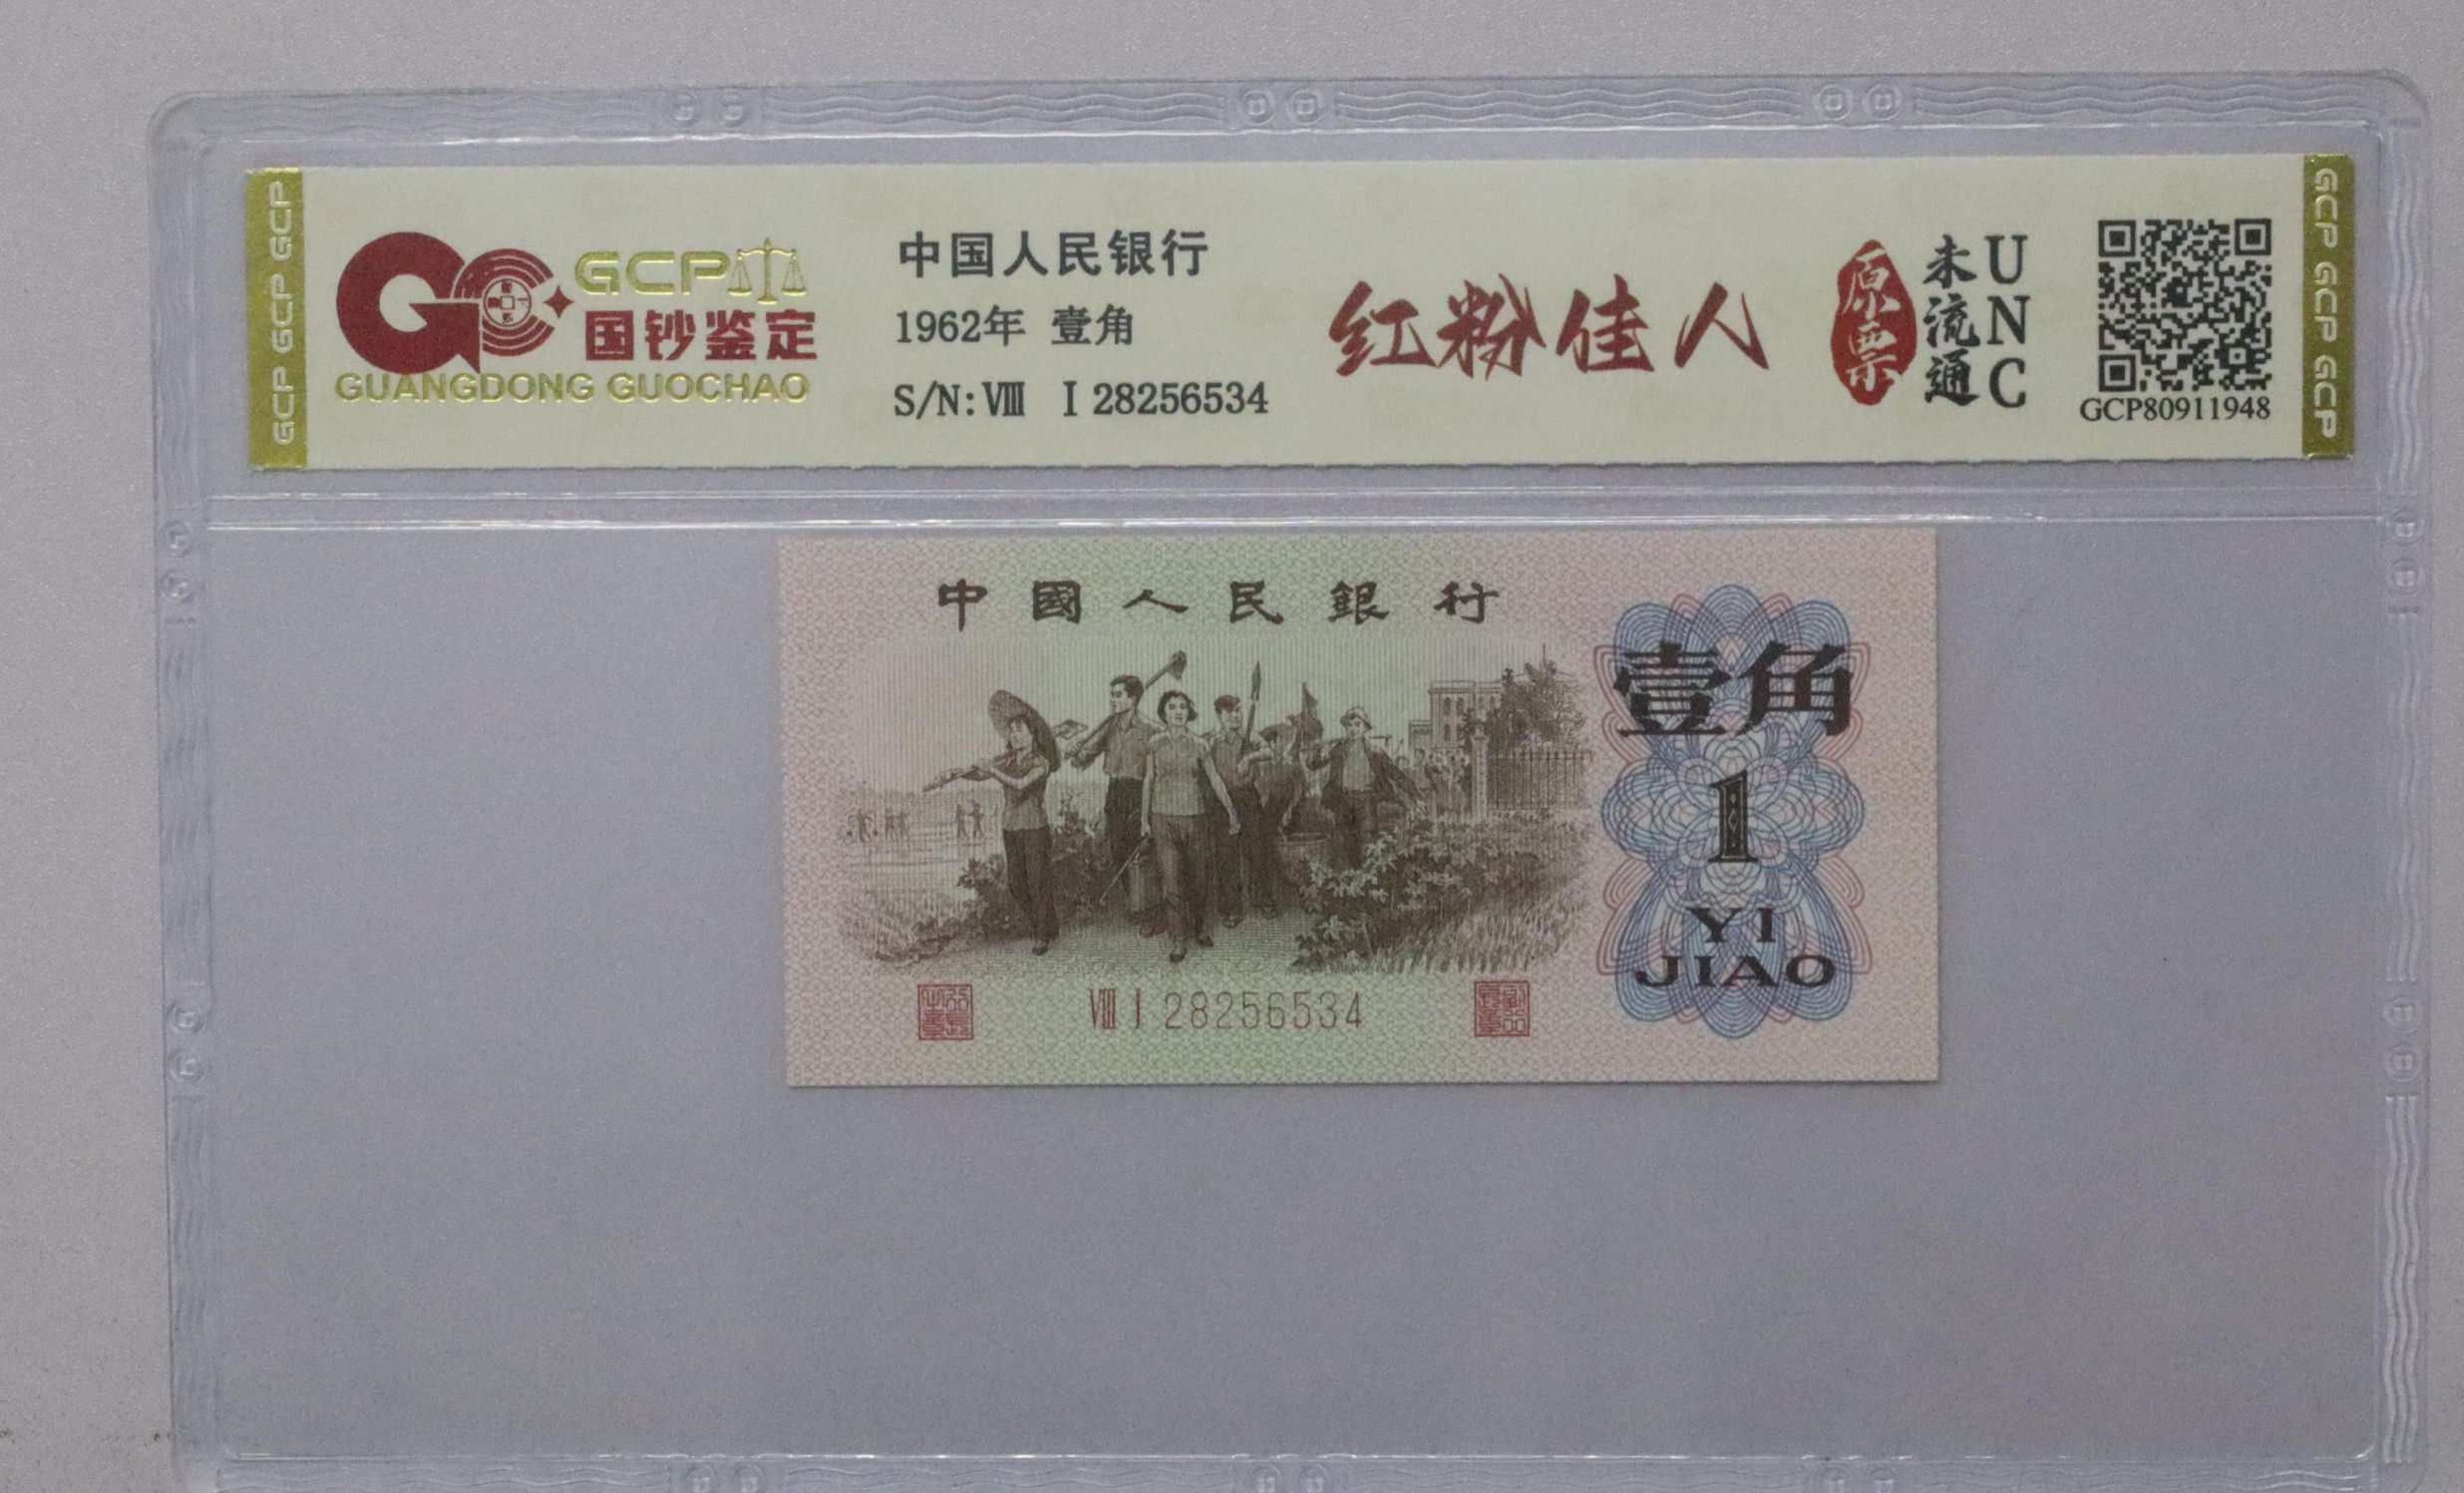 GCP GCP GCP
GCP
国钞鉴定
GUANGDONG GUOCHAO
中国人民银行
1962年 壹角
S/N: Ⅷ Ⅰ 28256534
红粉佳人
原票
未流通
UNC
GCP80911948
GCP GCP GCP
中國人民銀行
壹角
1
YI
JIAO
Ⅷ Ⅰ 28256534